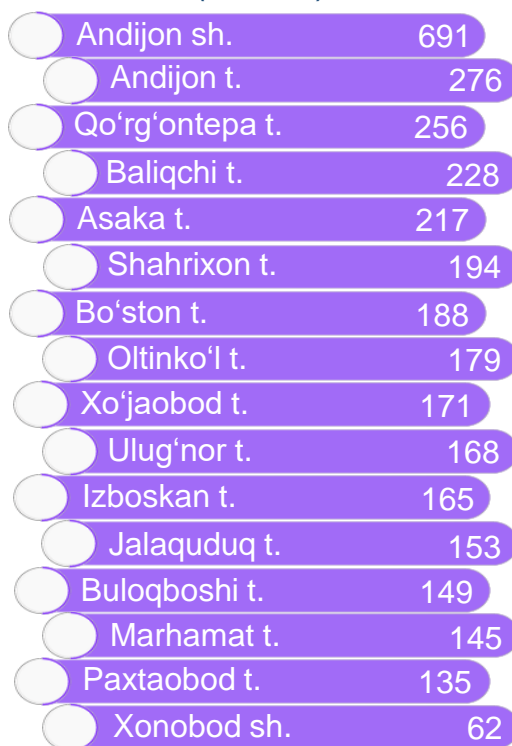 Andijon sh. 691
Andijon t. 276
Qo‘rg‘ontepa t. 256
Baliqchi t. 228
Asaka t. 217
Shahrixon t. 194
Bo‘ston t. 188
Oltinko‘l t. 179
Xo‘jaobod t. 171
Ulug‘nor t. 168
Izboskan t. 165
Jalaquduq t. 153
Buloqboshi t. 149
Marhamat t. 145
Paxtaobod t. 135
Xonobod sh. 62